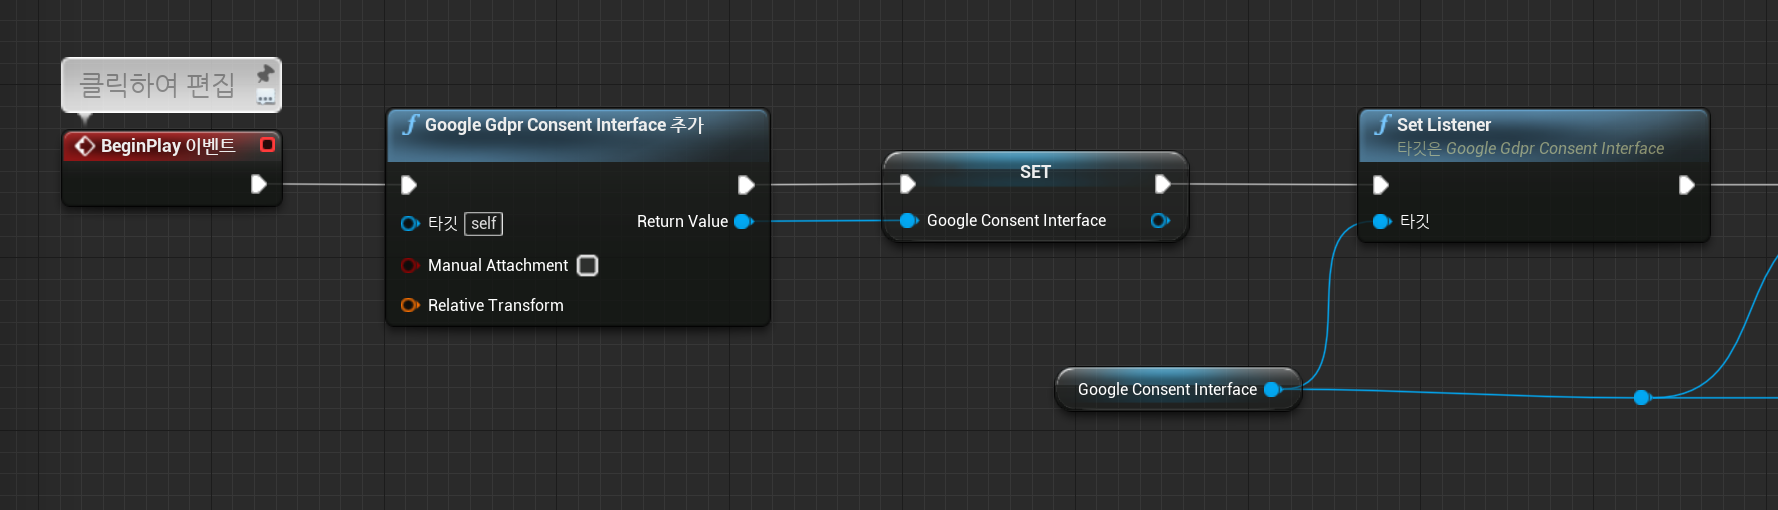 클릭하여 편집
BeginPlay 이벤트
Google Gdpr Consent Interface 추가
타깃 self
Return Value
Manual Attachment
Relative Transform
SET
Google Consent Interface
Set Listener
타깃은 Google Gdpr Consent Interface
타깃
Google Consent Interface